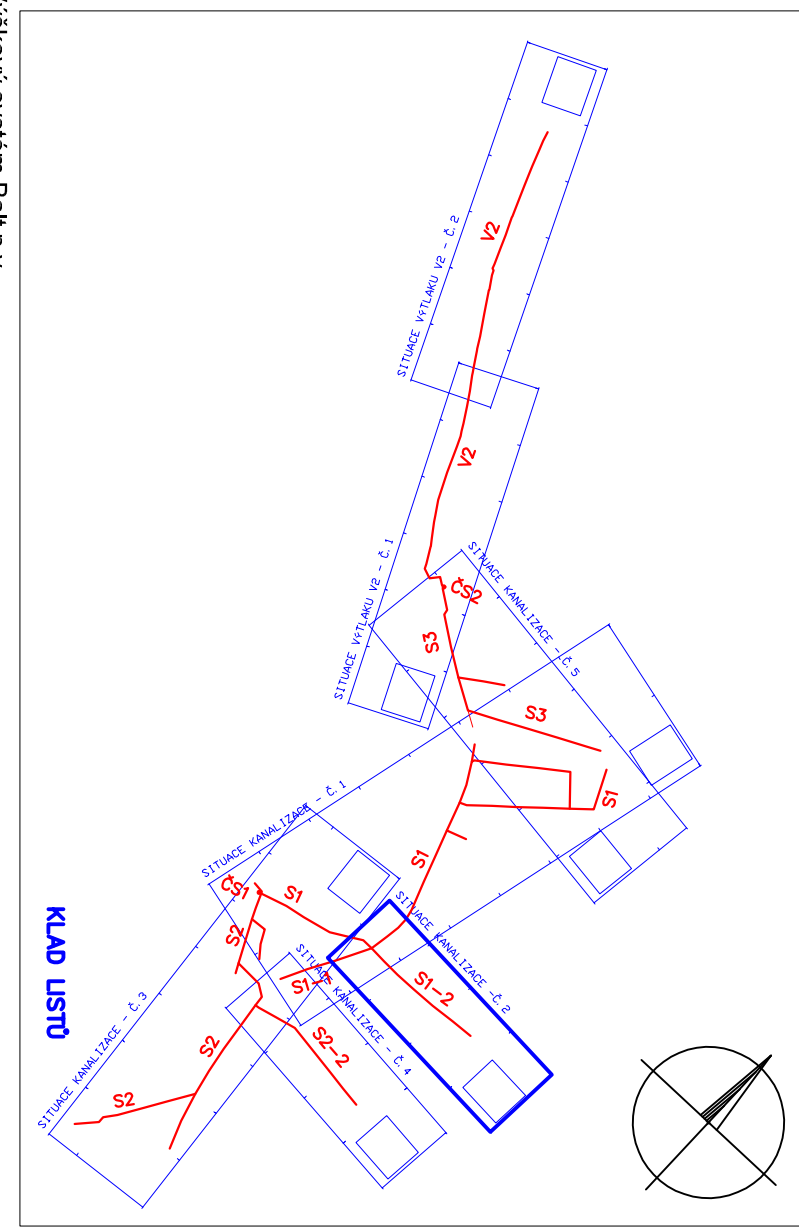 SITUACE VÝTLAKU V2 - Č. 2
V2
V2
SITUACE VÝTLAKU V2 - Č. 1
SITUACE KANALIZACE - Č. 5
ČS2
S3
S3
S1
SITUACE KANALIZACE - Č. 1
S1
ČS1
S1
S2
SITUACE KANALIZACE - Č. 2
S1-2
S1
SITUACE KANALIZACE - Č. 4
S2-2
S2
S2
SITUACE KANALIZACE - Č. 3
KLAD LISTŮ